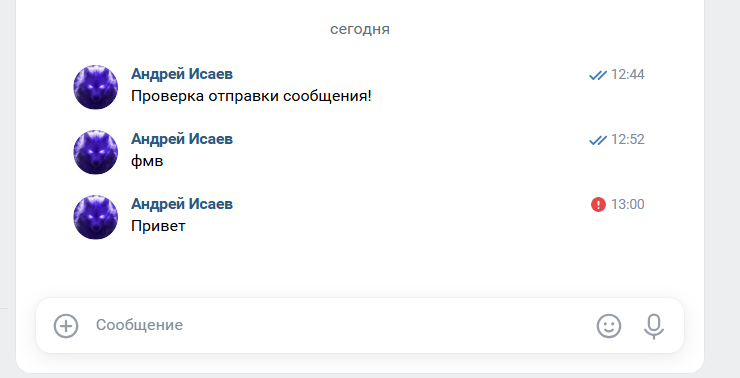 сегодня
Андрей Исаев 12:44
Проверка отправки сообщения!
Андрей Исаев 12:52
фмв
Андрей Исаев 13:00
Привет
Сообщение